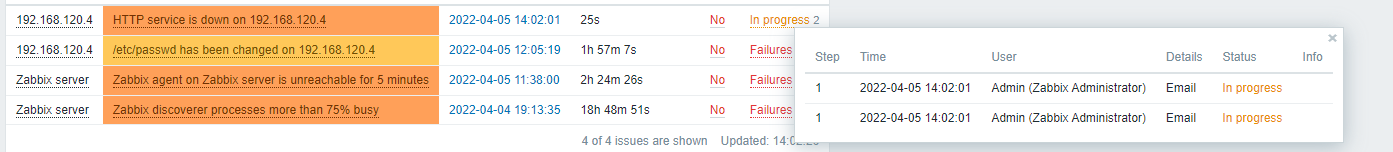 192.168.120.4 HTTP service is down on 192.168.120.4 2022-04-05 14:02:01 25s No In progress 2
192.168.120.4 /etc/passwd has been changed on 192.168.120.4 2022-04-05 12:05:19 1h 57m 7s No Failures
Zabbix server Zabbix agent on Zabbix server is unreachable for 5 minutes 2022-04-05 11:38:00 2h 24m 26s No Failures
Zabbix server Zabbix discoverer processes more than 75% busy 2022-04-04 19:13:35 18h 48m 51s No Failures
4 of 4 issues are shown Updated: 14:02:26
Step Time User Details Status Info
1 2022-04-05 14:02:01 Admin (Zabbix Administrator) Email In progress
1 2022-04-05 14:02:01 Admin (Zabbix Administrator) Email In progress